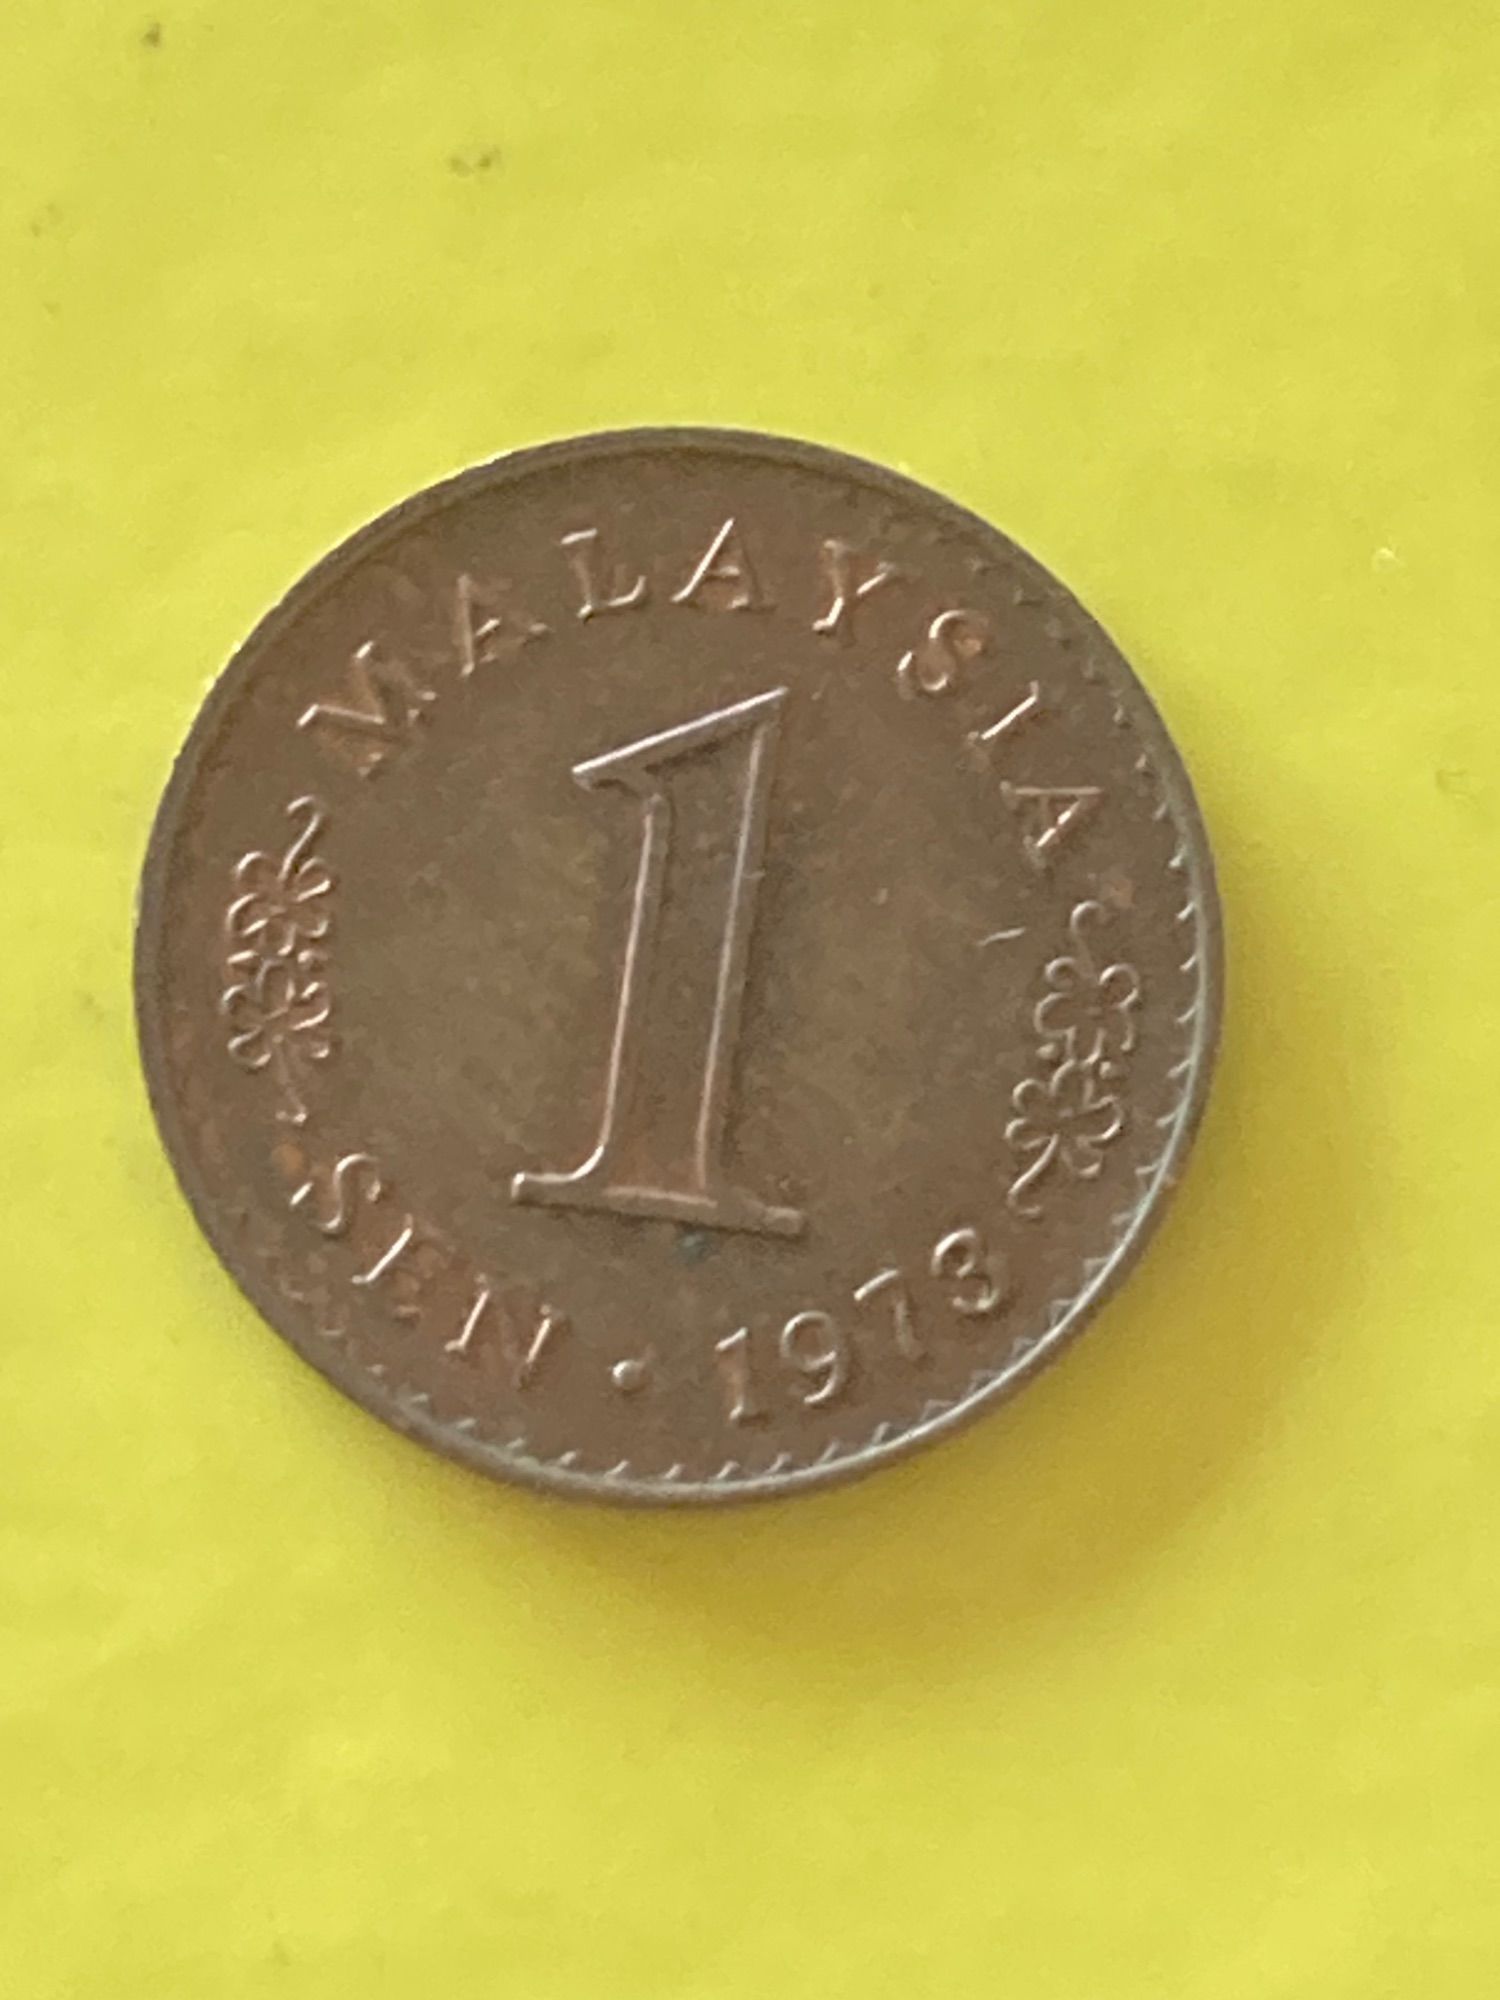 MALAYSIA
1
SEN · 1973